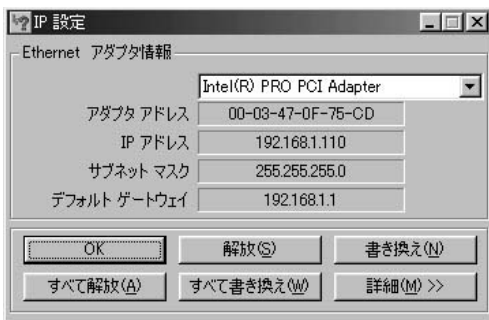 IP 設定
Ethernet アダプタ情報
Intel(R) PRO PCI Adapter
アダプタ アドレス 00-03-47-0F-75-CD
IP アドレス 192.168.1.110
サブネット マスク 255.255.255.0
デフォルト ゲートウェイ 192.168.1.1
OK 解放(S) 書き換え(N)
すべて解放(A) すべて書き換え(W) 詳細(M) >>